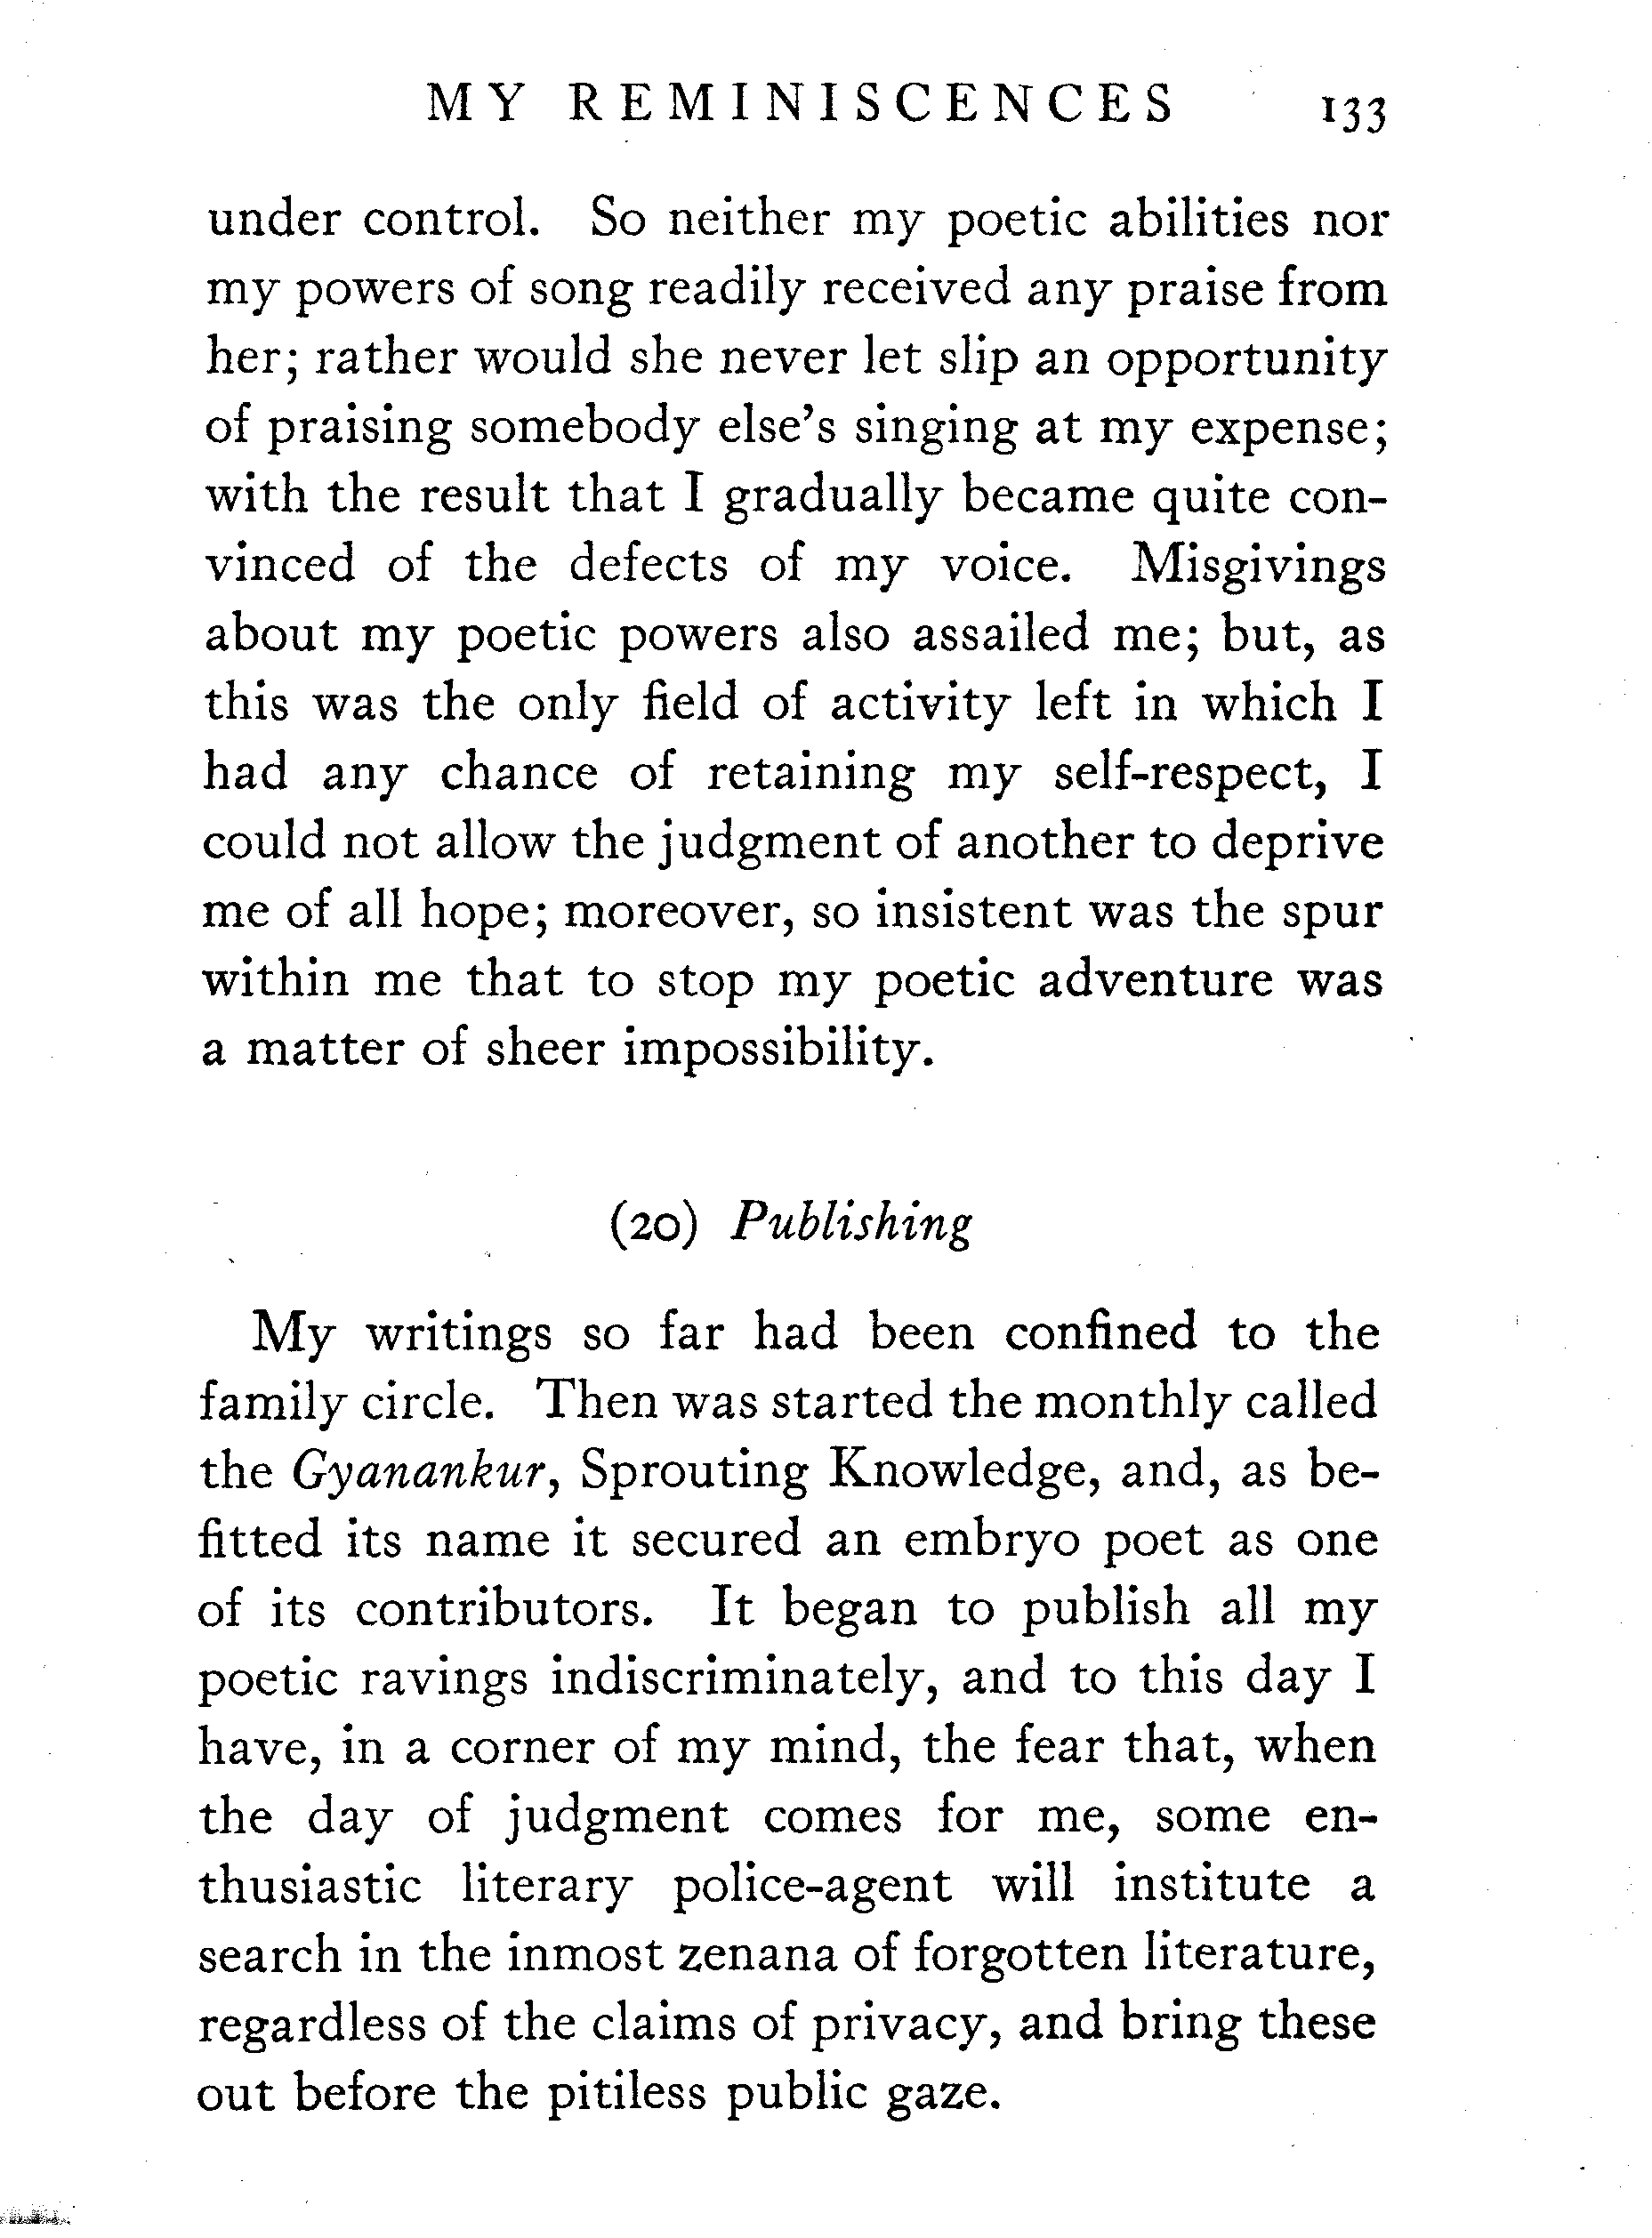 MY REMINISCENCES 133
under control. So neither my poetic abilities nor
my powers of song readily received any praise from
her; rather would she never let slip an opportunity
of praising somebody else's singing at my expense;
with the result that I gradually became quite con-
vinced of the defects of my voice. Misgivings
about my poetic powers also assailed me; but, as
this was the only field of activity left in which I
had any chance of retaining my self-respect, I
could not allow the judgment of another to deprive
me of all hope; moreover, so insistent was the spur
within me that to stop my poetic adventure was
a matter of sheer impossibility.
(20) Publishing
My writings so far had been confined to the
family circle. Then was started the monthly called
the Gyanankur, Sprouting Knowledge, and, as be-
fitted its name it secured an embryo poet as one
of its contributors. It began to publish all my
poetic ravings indiscriminately, and to this day I
have, in a corner of my mind, the fear that, when
the day of judgment comes for me, some en-
thusiastic literary police-agent will institute a
search in the inmost zenana of forgotten literature,
regardless of the claims of privacy, and bring these
out before the pitiless public gaze.